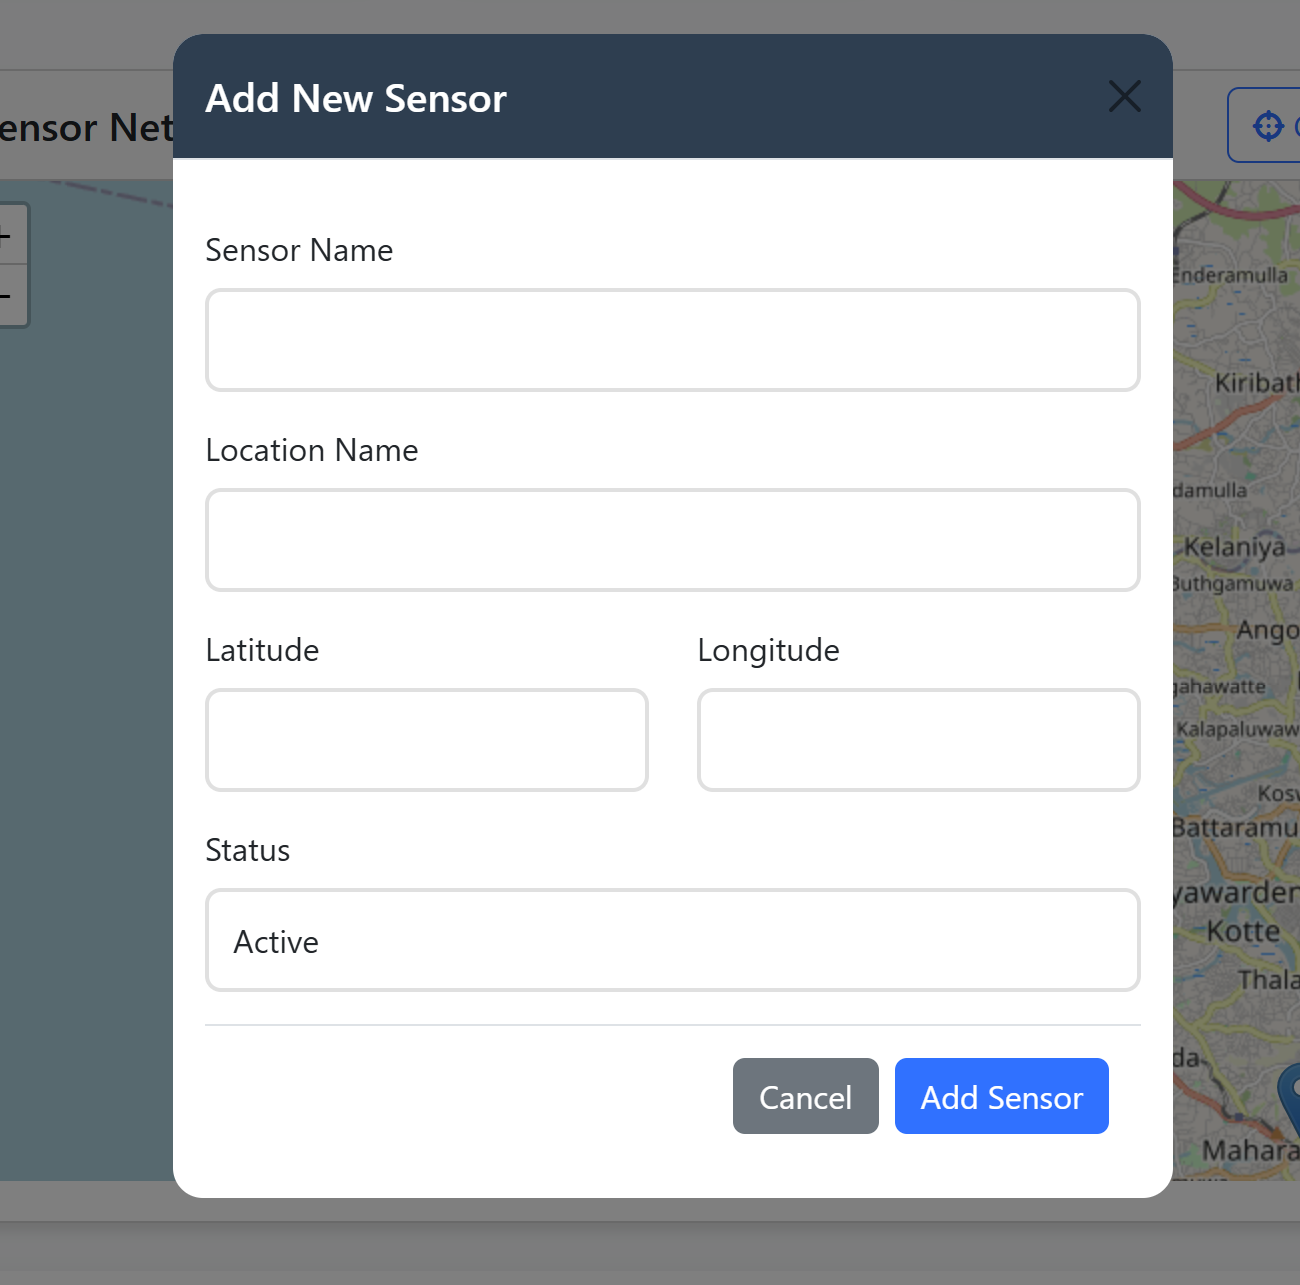 Add New Sensor
ensor Net
+
−
Sensor Name
Location Name
Latitude Longitude
Status
Active
Cancel Add Sensor
Enderamulla
Kiribath
damulla
Kelaniya
Buthgamuwa
Ango
gahawatte
Kalapaluwaw
Kosw
Battaramu
yawarden
Kotte
Thala
da
Mahara